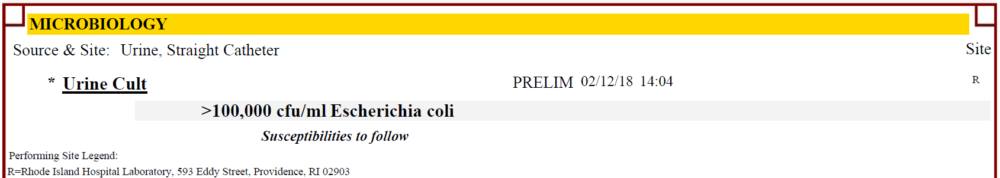 MICROBIOLOGY
Source & Site: Urine, Straight Catheter Site
* Urine Cult PRELIM 02/12/18 14:04 R
>100,000 cfu/ml Escherichia coli
Susceptibilities to follow
Performing Site Legend:
R=Rhode Island Hospital Laboratory, 593 Eddy Street, Providence, RI 02903